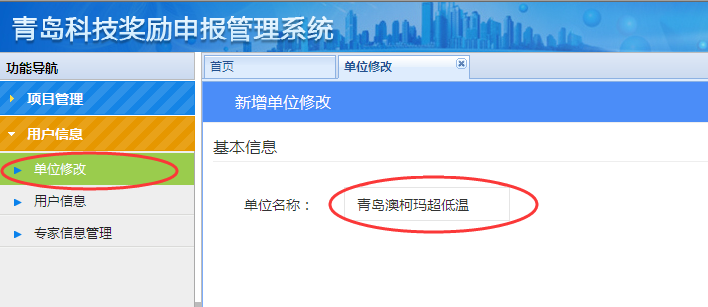 青岛科技奖励申报管理系统
功能导航
首页
单位修改
项目管理
新增单位修改
用户信息
基本信息
单位修改
用户信息
单位名称：
青岛澳柯玛超低温
专家信息管理